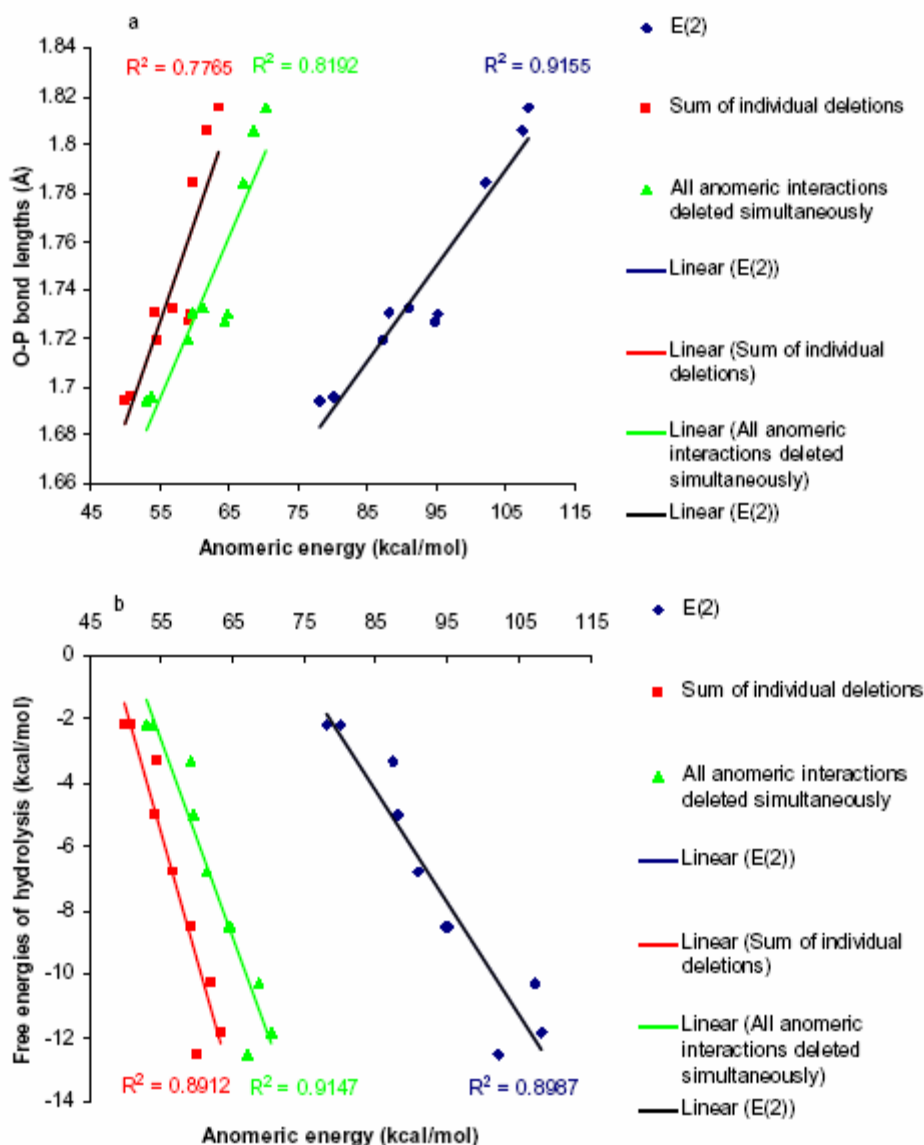 a
R² = 0.7765
R² = 0.8192
R² = 0.9155
1.84
1.82
1.8
1.78
1.76
1.74
1.72
1.7
1.68
1.66
O-P bond lengths (Å)
45 55 65 75 85 95 105 115
Anomeric energy (kcal/mol)
E(2)
Sum of individual deletions
All anomeric interactions
deleted simultaneously
Linear (E(2))
Linear (Sum of individual
deletions)
Linear (All anomeric
interactions deleted
simultaneously)
Linear (E(2))
b
45 55 65 75 85 95 105 115
0
-2
-4
-6
-8
-10
-12
-14
Free energies of hydrolysis (kcal/mol)
R² = 0.8912
R² = 0.9147
R² = 0.8987
Anomeric energy (kcal/mol)
E(2)
Sum of individual deletions
All anomeric interactions
deleted simultaneously
Linear (E(2))
Linear (Sum of individual
deletions)
Linear (All anomeric
interactions deleted
simultaneously)
Linear (E(2))